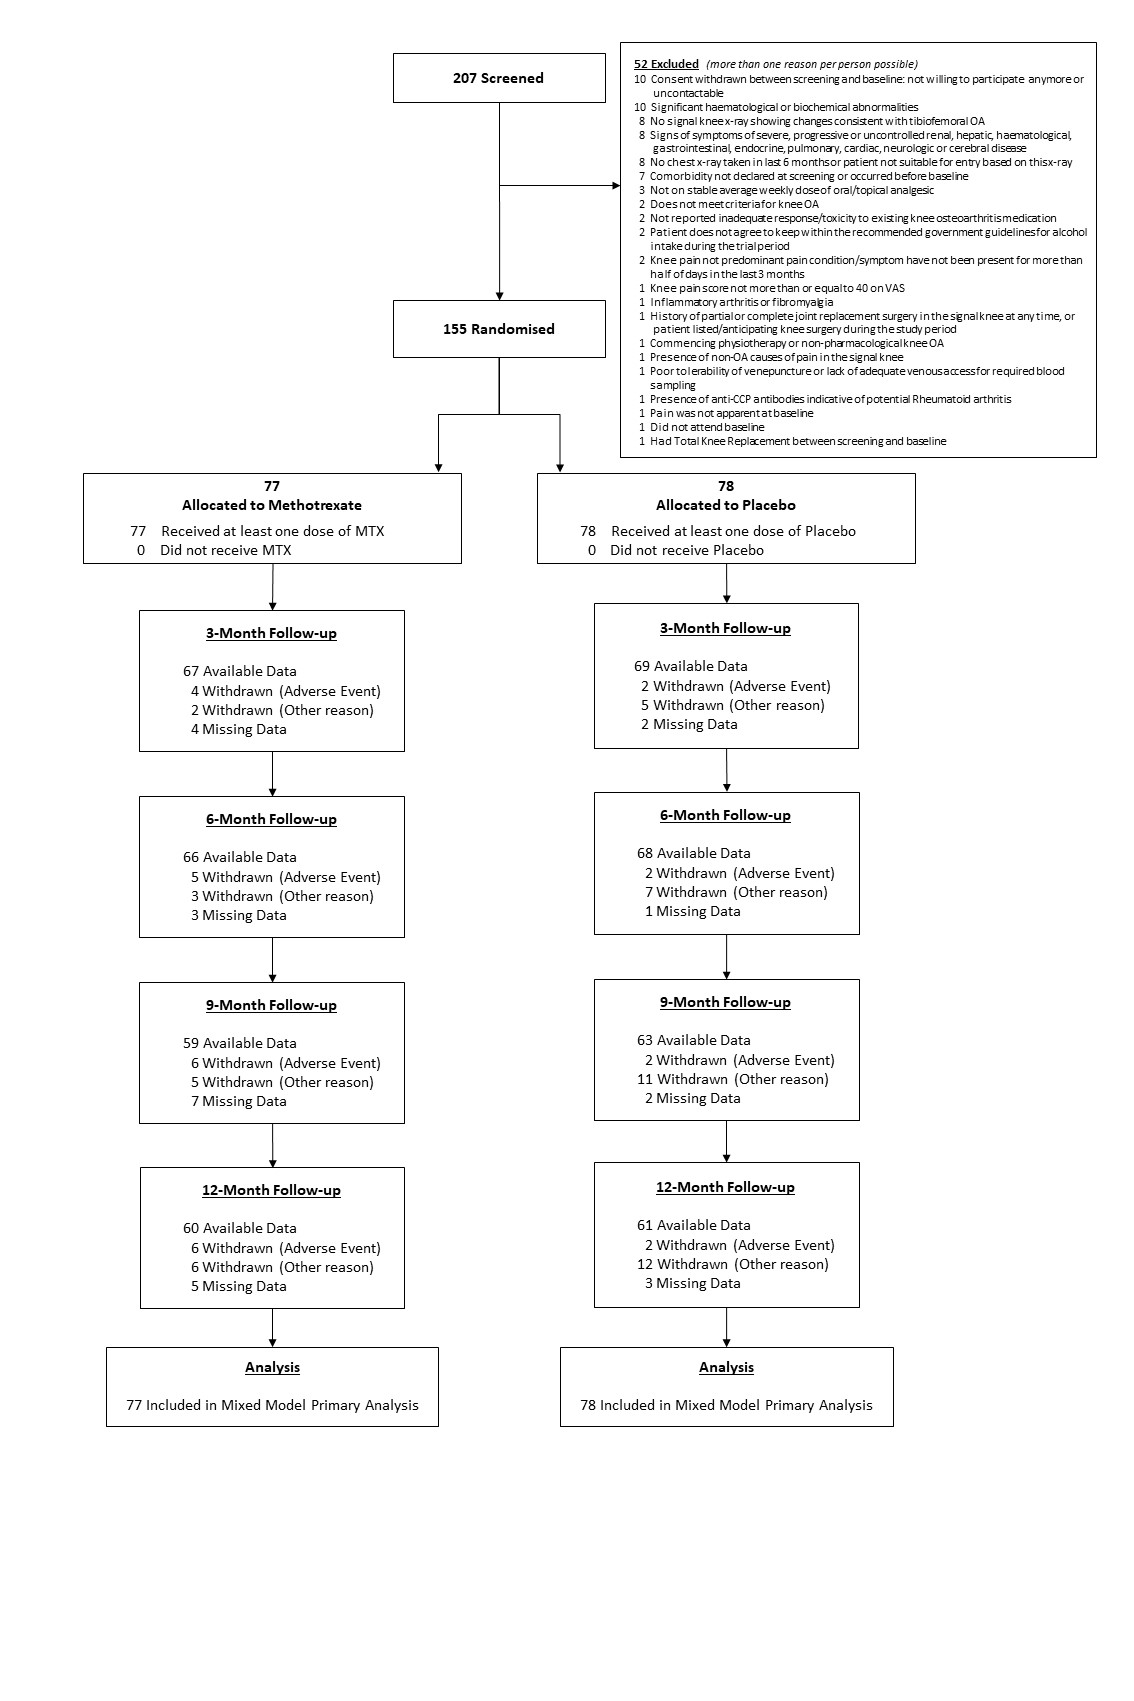 207 Screened
52 Excluded (more than one reason per person possible)
10 Consent withdrawn between screening and baseline: not willing to participate anymore or
uncontactable
10 Significant haematological or biochemical abnormalities
8 No signal knee x-ray showing changes consistent with tibiofemoral OA
8 Signs of symptoms of severe, progressive or uncontrolled renal, hepatic, haematological,
gastrointestinal, endocrine, pulmonary, cardiac, neurologic or cerebral disease
8 No chest x-ray taken in last 6 months or patient not suitable for entry based on this x-ray
7 Comorbidity not declared at screening or occurred before baseline
3 Not on stable average weekly dose of oral/topical analgesic
2 Does not meet criteria for knee OA
2 Not reported inadequate response/toxicity to existing knee osteoarthritis medication
2 Patient does not agree to keep within the recommended government guidelines for alcohol
intake during the trial period
2 Knee pain not predominant pain condition/symptom have not been present for more than
half of days in the last 3 months
1 Knee pain score not more than or equal to 40 on VAS
1 Inflammatory arthritis or fibromyalgia
1 History of partial or complete joint replacement surgery in the signal knee at any time, or
patient listed/anticipating knee surgery during the study period
1 Commencing physiotherapy or non-pharmacological knee OA
1 Presence of non-OA causes of pain in the signal knee
1 Poor tolerability of venepuncture or lack of adequate venous access for required blood
sampling
1 Presence of anti-CCP antibodies indicative of potential Rheumatoid arthritis
1 Pain was not apparent at baseline
1 Did not attend baseline
1 Had Total Knee Replacement between screening and baseline
155 Randomised
77
Allocated to Methotrexate
77 Received at least one dose of MTX
0 Did not receive MTX
78
Allocated to Placebo
78 Received at least one dose of Placebo
0 Did not receive Placebo
3-Month Follow-up
67 Available Data
4 Withdrawn (Adverse Event)
2 Withdrawn (Other reason)
4 Missing Data
3-Month Follow-up
69 Available Data
2 Withdrawn (Adverse Event)
5 Withdrawn (Other reason)
2 Missing Data
6-Month Follow-up
66 Available Data
5 Withdrawn (Adverse Event)
3 Withdrawn (Other reason)
3 Missing Data
6-Month Follow-up
68 Available Data
2 Withdrawn (Adverse Event)
7 Withdrawn (Other reason)
1 Missing Data
9-Month Follow-up
59 Available Data
6 Withdrawn (Adverse Event)
5 Withdrawn (Other reason)
7 Missing Data
9-Month Follow-up
63 Available Data
2 Withdrawn (Adverse Event)
11 Withdrawn (Other reason)
2 Missing Data
12-Month Follow-up
60 Available Data
6 Withdrawn (Adverse Event)
6 Withdrawn (Other reason)
5 Missing Data
12-Month Follow-up
61 Available Data
2 Withdrawn (Adverse Event)
12 Withdrawn (Other reason)
3 Missing Data
Analysis
77 Included in Mixed Model Primary Analysis
Analysis
78 Included in Mixed Model Primary Analysis